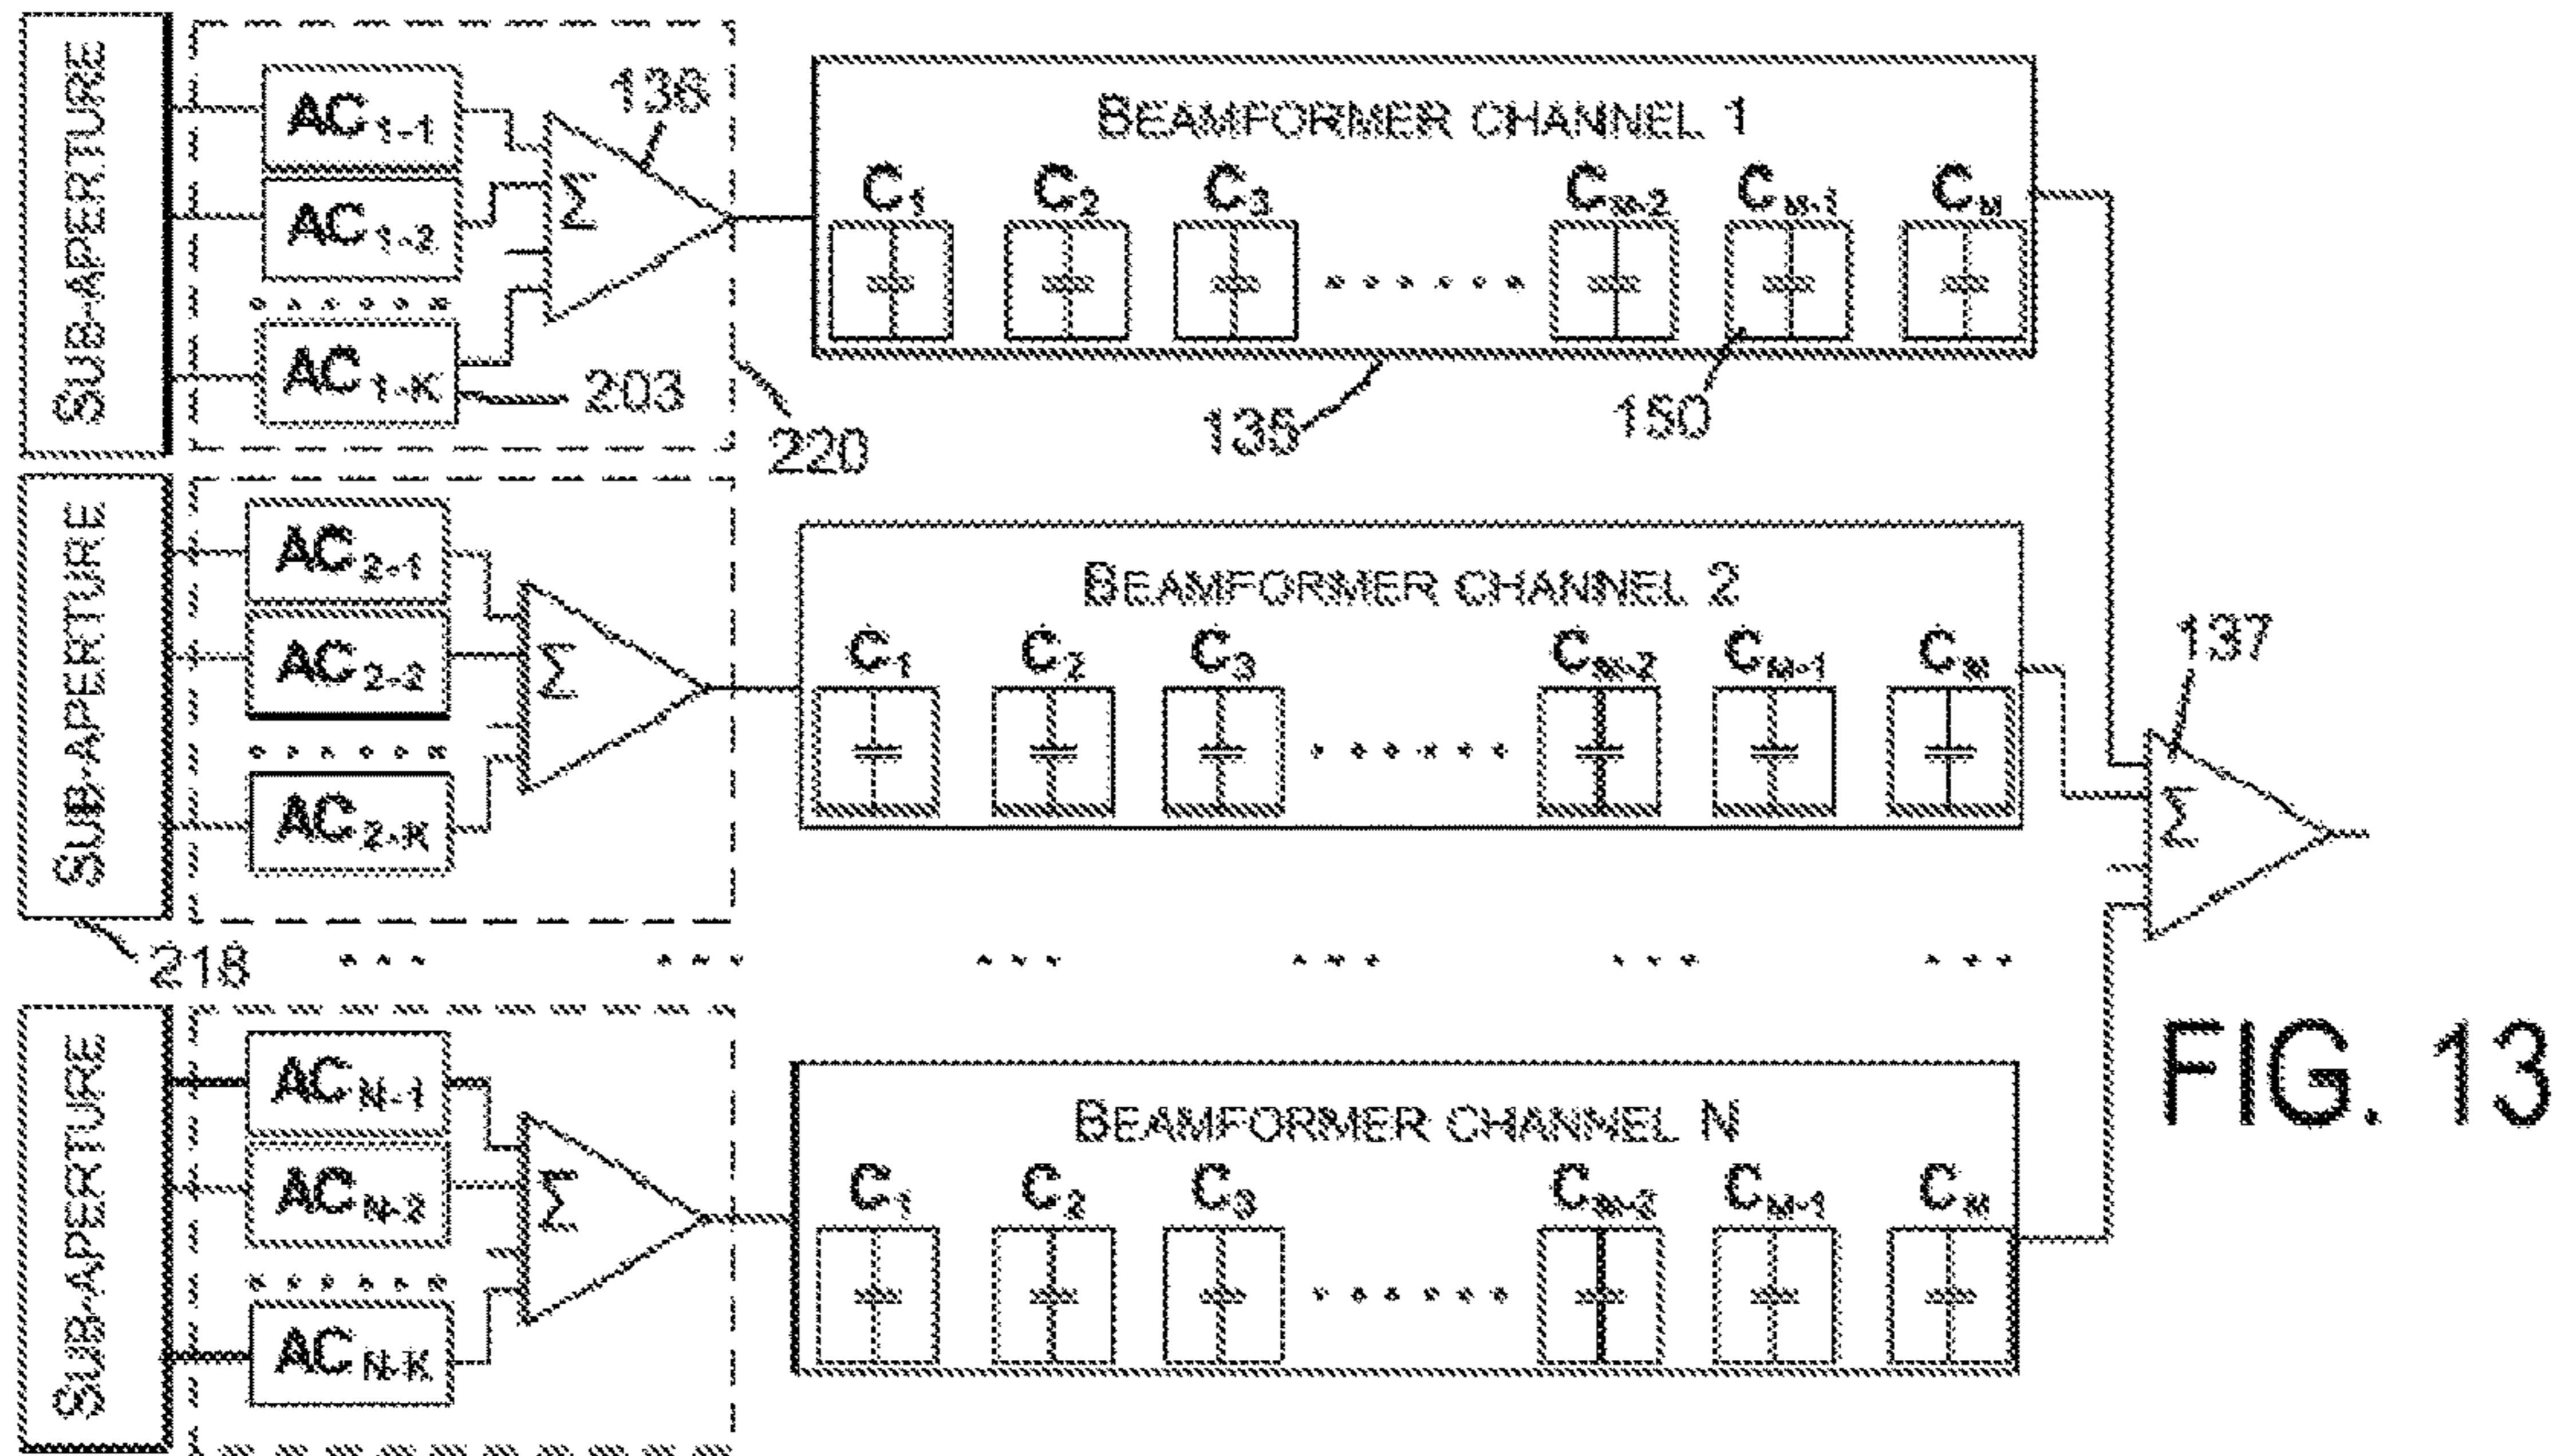 SUB-APERTURE
AC1-1
AC1-2
AC1-K
Σ
136
203
220
BEAMFORMER CHANNEL 1
C1 C2 C3 CM-2 CM-1 CM
135
150
SUB-APERTURE
218
AC2-1
AC2-2
AC2-K
Σ
BEAMFORMER CHANNEL 2
C1 C2 C3 CM-2 CM-1 CM
137
Σ
SUB-APERTURE
ACN-1
ACN-2
ACN-K
Σ
BEAMFORMER CHANNEL N
C1 C2 C3 CM-2 CM-1 CM
FIG. 13